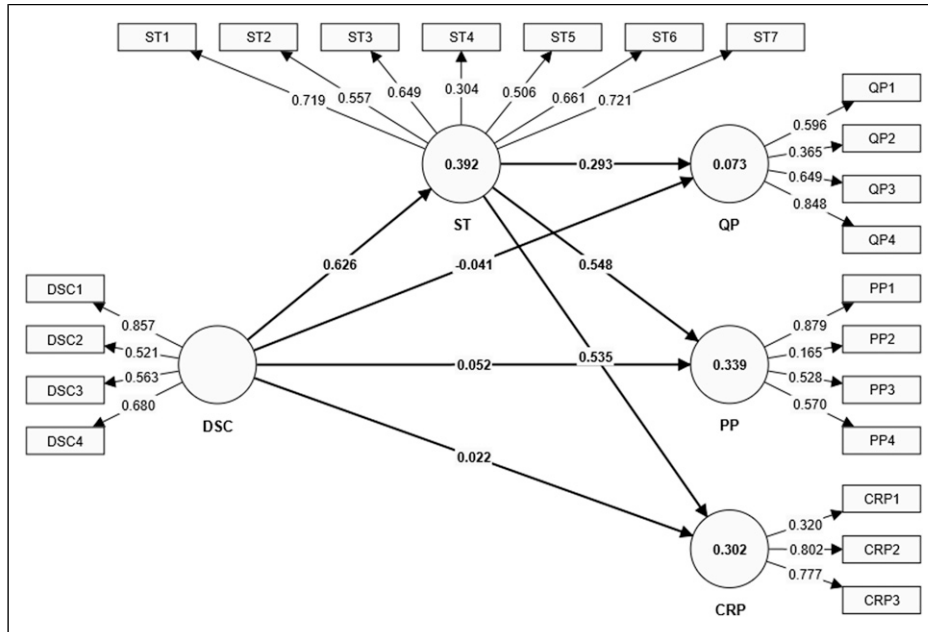 ST1 ST2 ST3 ST4 ST5 ST6 ST7
0.719 0.557 0.649 0.304 0.506 0.661 0.721
QP1
0.596
QP2
0.365
0.392 0.293 0.073
0.649
QP3
0.848
ST QP
QP4
0.626 -0.041 0.548
DSC1 PP1
0.857 0.879
DSC2 PP2
0.521 0.165
0.535
0.052 0.339
0.563 0.528
DSC3 PP3
0.680 0.570
DSC PP
DSC4 PP4
0.022
CRP1
0.320
0.302 0.802 CRP2
0.777
CRP3
CRP